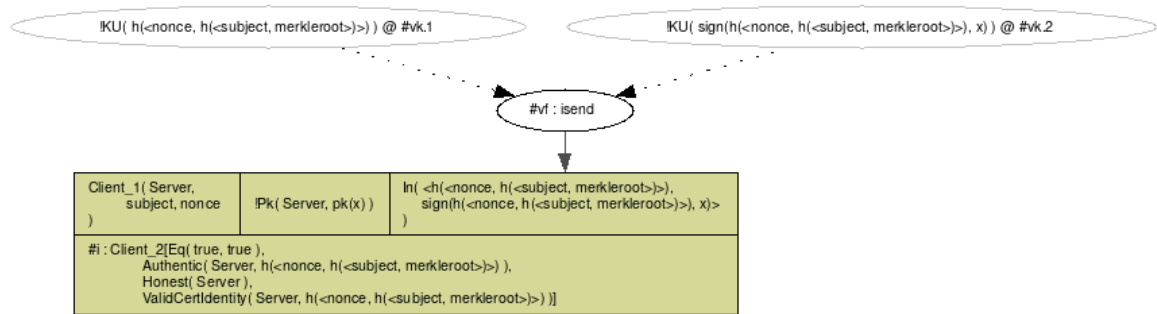 !KU( h(<nonce, h(<subject, merkleroot>)>) ) @ #vk.1
!KU( sign(h(<nonce, h(<subject, merkleroot>)>), x) ) @ #vk.2
#vf : isend
Client_1( Server,
subject, nonce
)
!Pk( Server, pk(x) )
In( <h(<nonce, h(<subject, merkleroot>)>),
sign(h(<nonce, h(<subject, merkleroot>)>), x)>
)
#i : Client_2[Eq( true, true ),
Authentic( Server, h(<nonce, h(<subject, merkleroot>)>) ),
Honest( Server ),
ValidCertIdentity( Server, h(<nonce, h(<subject, merkleroot>)>) )]